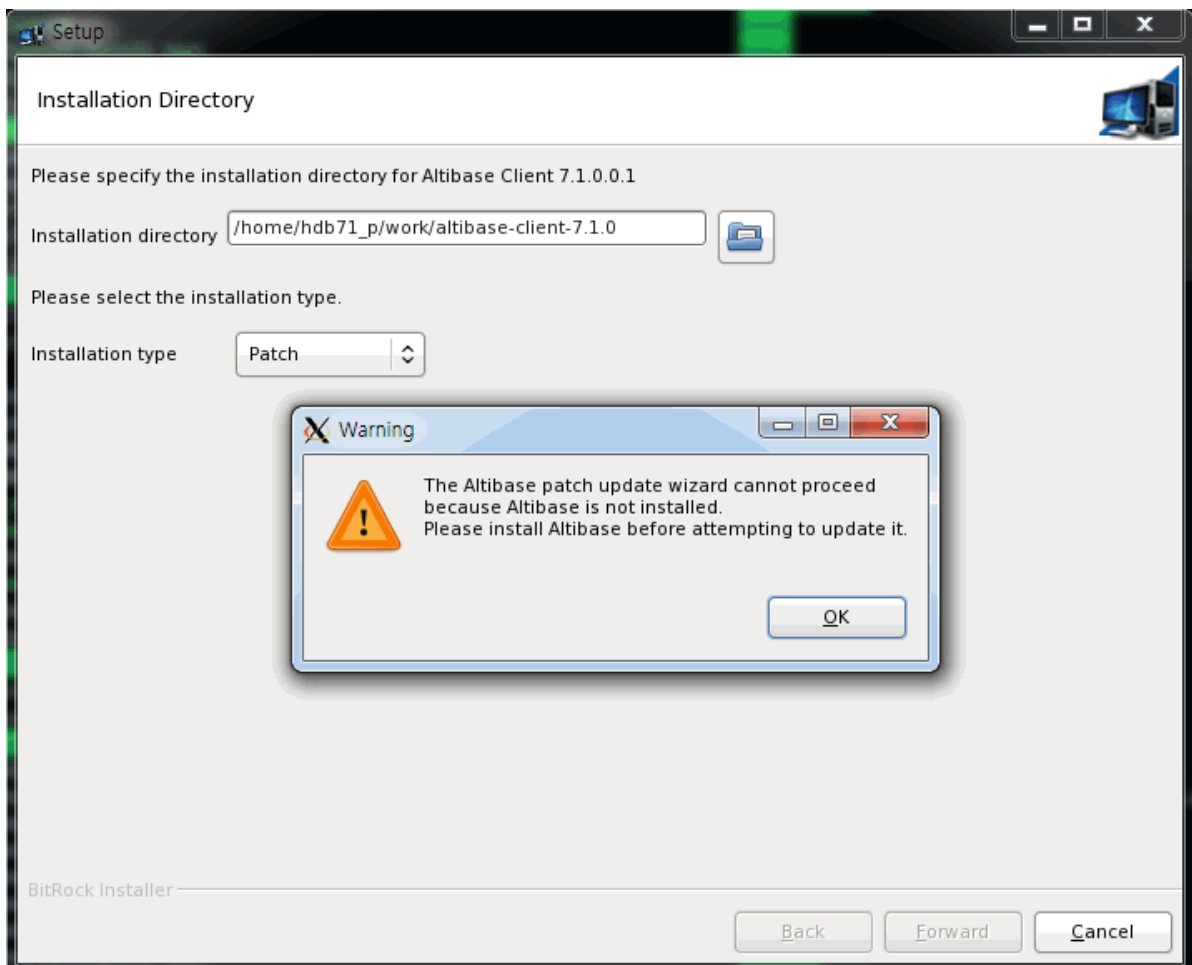 Setup
Installation Directory
Please specify the installation directory for Altibase Client 7.1.0.0.1
Installation directory /home/hdb71_p/work/altibase-client-7.1.0
Please select the installation type.
Installation type Patch
Warning
The Altibase patch update wizard cannot proceed
because Altibase is not installed.
Please install Altibase before attempting to update it.
OK
BitRock Installer
Back Forward Cancel